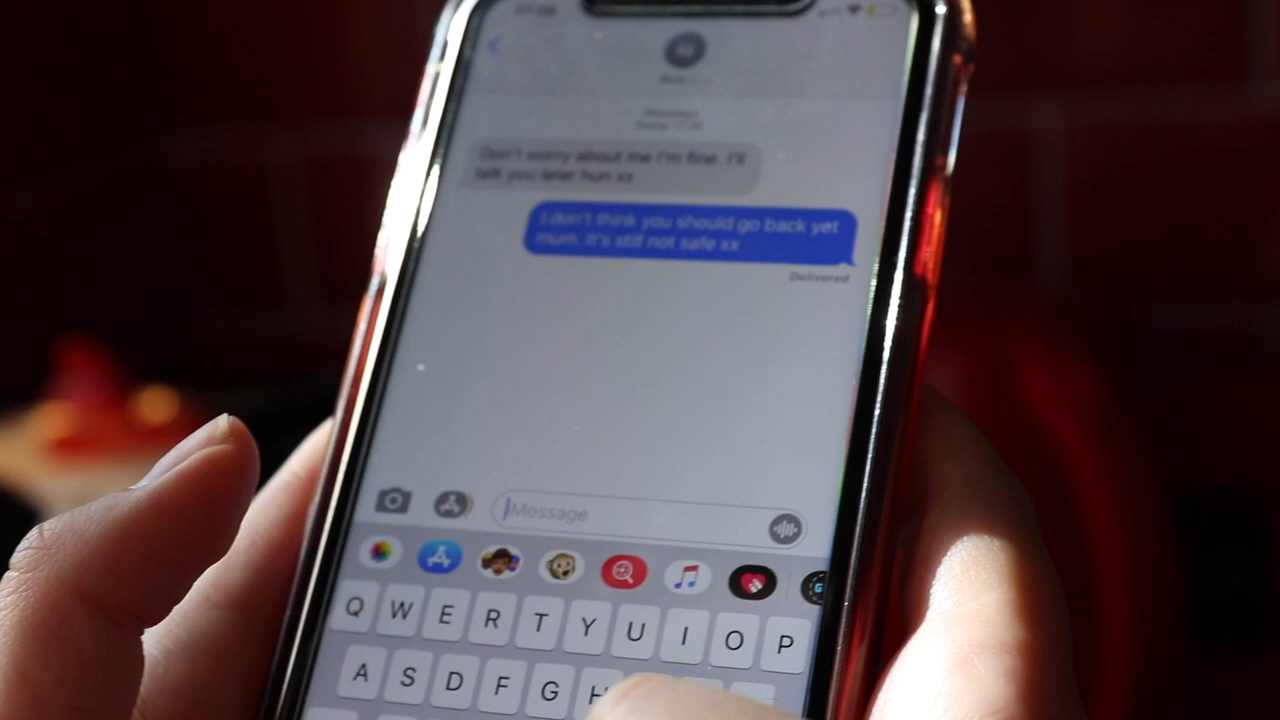 Don't worry about me I'm fine. I'll
talk you later hun xx
I don't think you should go back yet
mum. It's still not safe xx
Delivered
iMessage
Q W E R T Y U I O P
A S D F G H